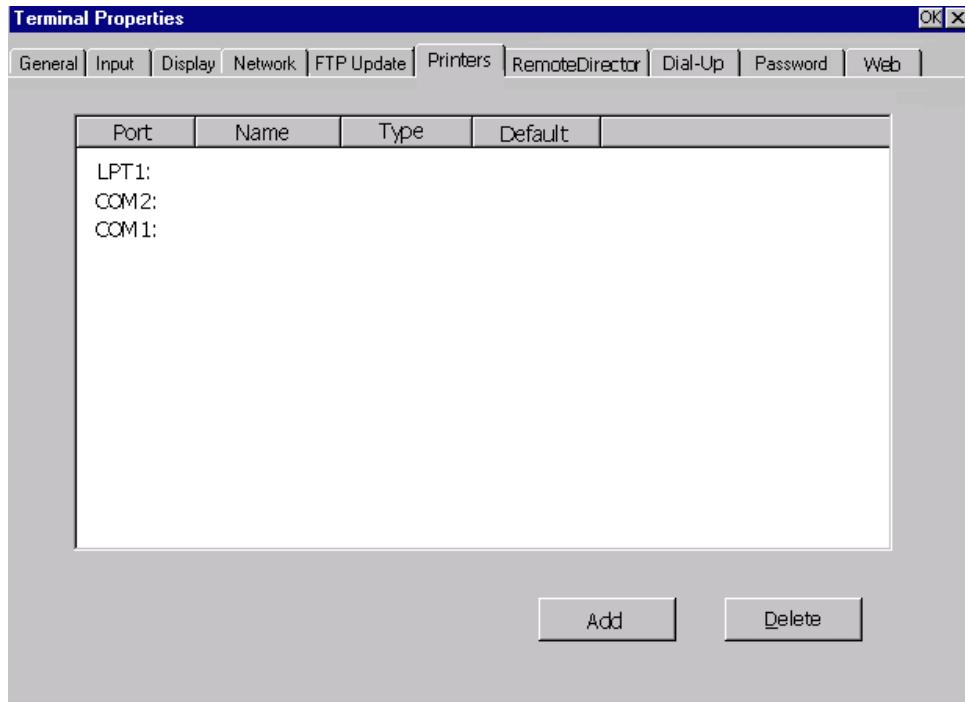 Terminal Properties OK X
General Input Display Network FTP Update Printers RemoteDirector Dial-Up Password Web
Port Name Type Default
LPT1:
COM2:
COM1:
Add Delete